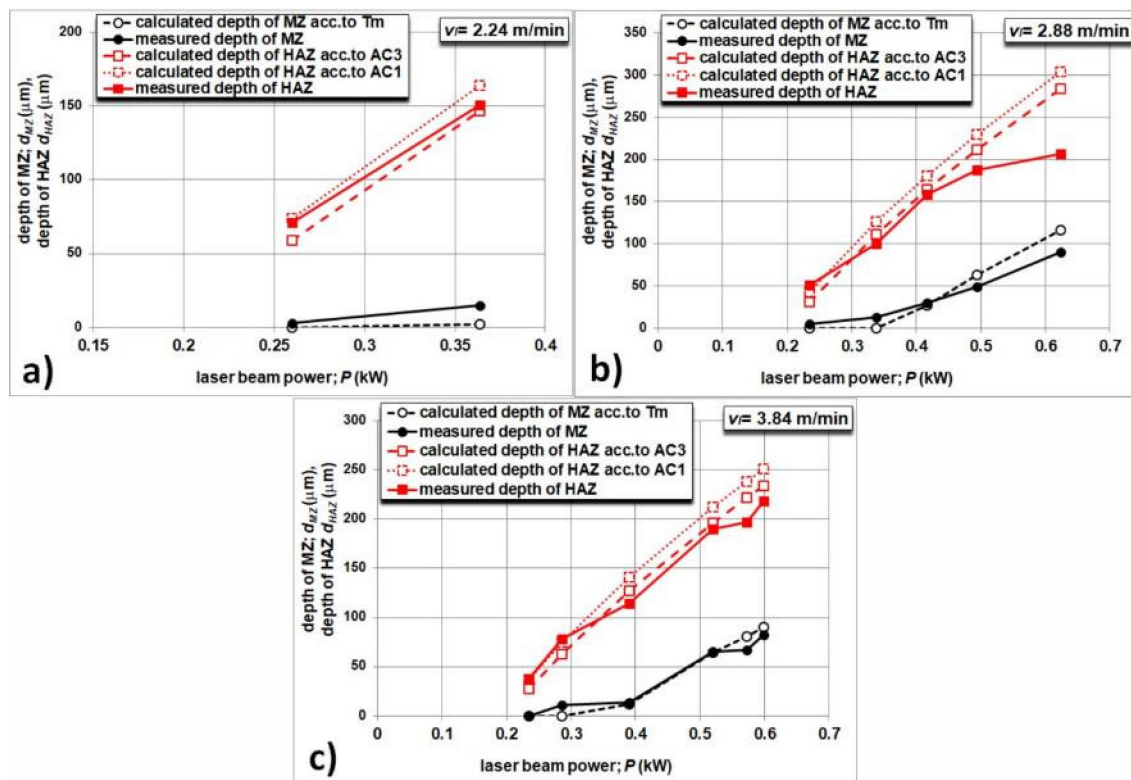 calculated depth of MZ acc.to Tm
measured depth of MZ
calculated depth of HAZ acc.to AC3
calculated depth of HAZ acc.to AC1
measured depth of HAZ
vₗ= 2.24 m/min
depth of MZ; d_MZ (μm),
depth of HAZ d_HAZ (μm)
200
150
100
50
0
0.15 0.2 0.25 0.3 0.35 0.4
laser beam power; P (kW)
a)
calculated depth of MZ acc.to Tm
measured depth of MZ
calculated depth of HAZ acc.to AC3
calculated depth of HAZ acc.to AC1
measured depth of HAZ
vₗ= 2.88 m/min
depth of MZ; d_MZ (μm),
depth of HAZ d_HAZ (μm)
350
300
250
200
150
100
50
0
0 0.1 0.2 0.3 0.4 0.5 0.6 0.7
laser beam power; P (kW)
b)
calculated depth of MZ acc.to Tm
measured depth of MZ
calculated depth of HAZ acc.to AC3
calculated depth of HAZ acc.to AC1
measured depth of HAZ
vₗ= 3.84 m/min
depth of MZ; d_MZ (μm),
depth of HAZ d_HAZ (μm)
300
250
200
150
100
50
0
0 0.1 0.2 0.3 0.4 0.5 0.6 0.7
laser beam power; P (kW)
c)